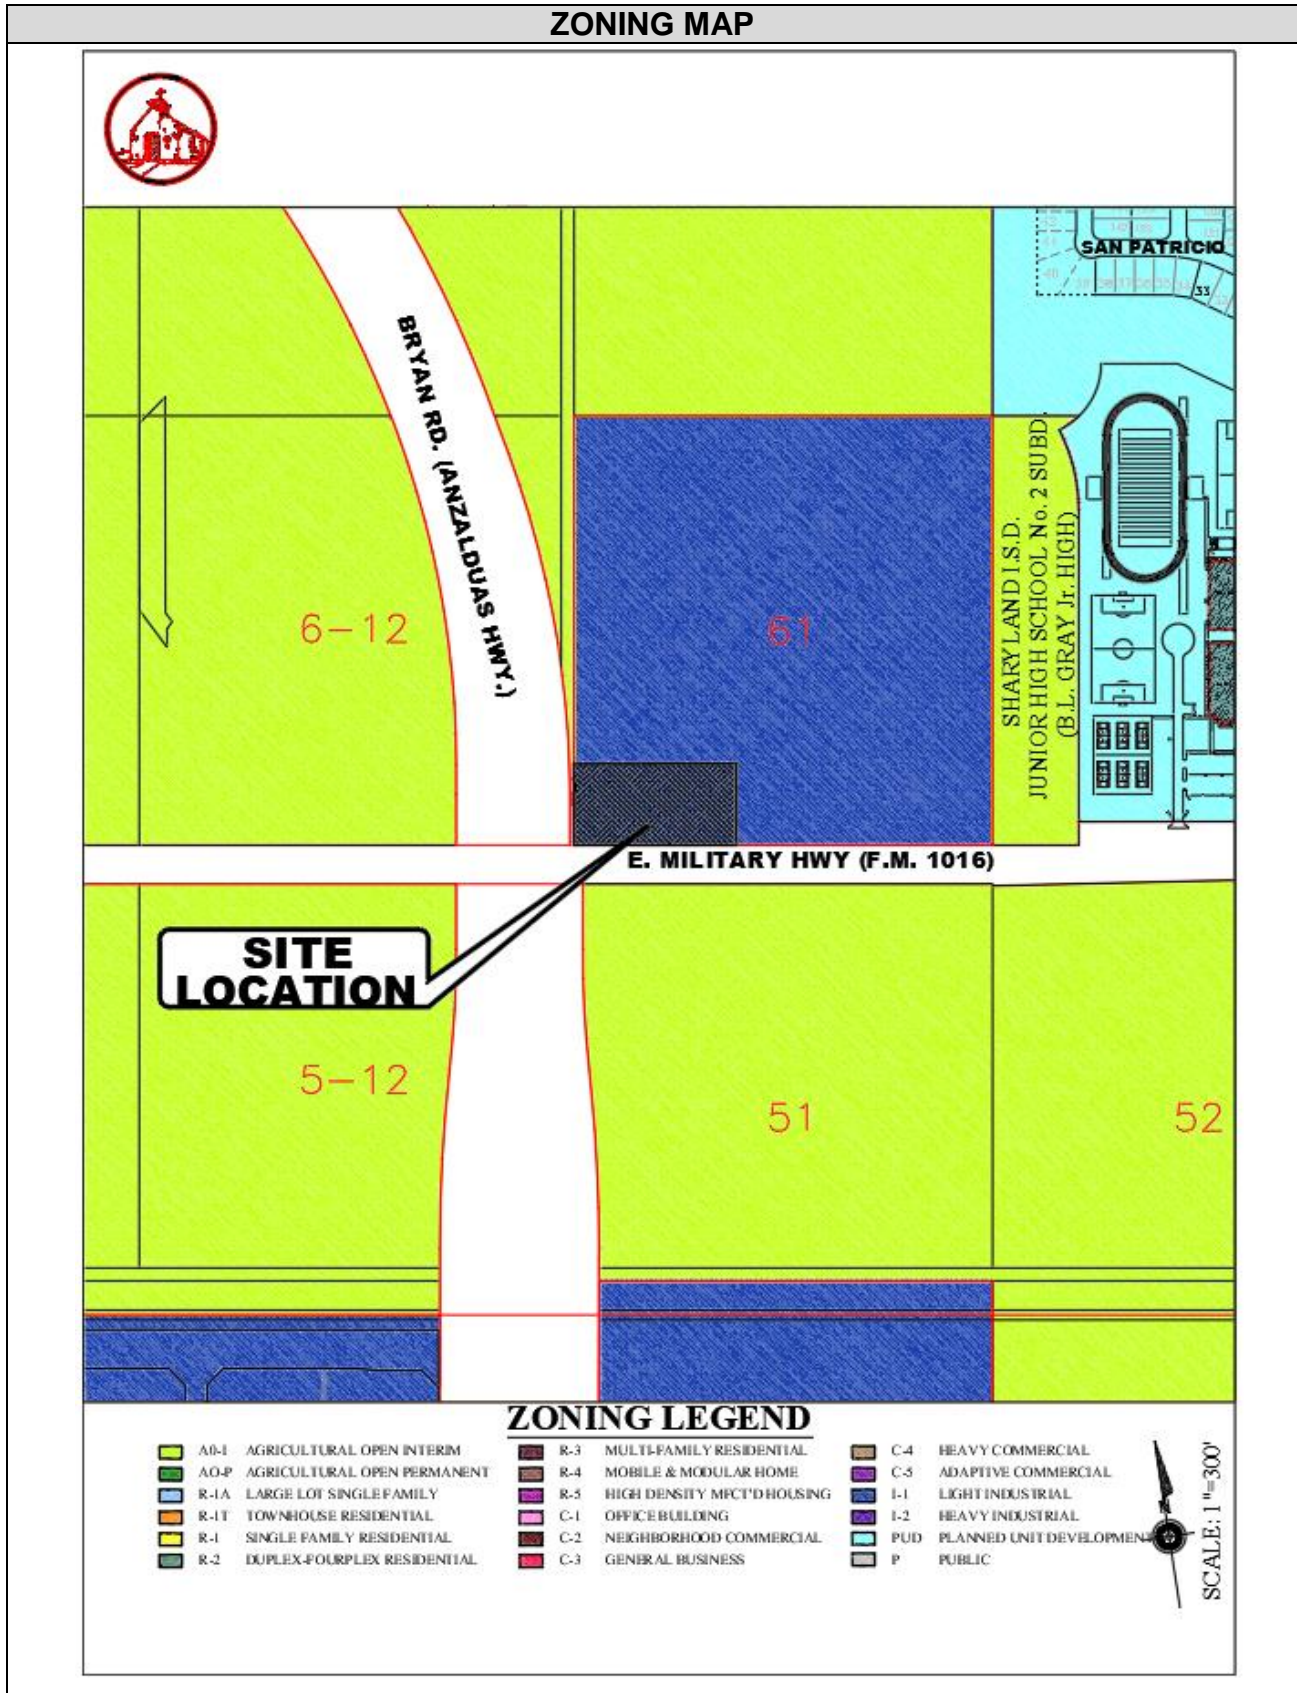 ZONING MAP
SAN PATRICIO
33
BRYAN RD. (ANZALDUAS HWY.)
SHARYLAND I.S.D.
JUNIOR HIGH SCHOOL No. 2 SUBD.
(B.L. GRAY Jr. HIGH)
6-12
61
E. MILITARY HWY (F.M. 1016)
SITE
LOCATION
5-12
51
52
ZONING LEGEND
A0-I AGRICULTURAL OPEN INTERIM
AO-P AGRICULTURAL OPEN PERMANENT
R-1A LARGE LOT SINGLE FAMILY
R-1T TOWNHOUSE RESIDENTIAL
R-1 SINGLE FAMILY RESIDENTIAL
R-2 DUPLEX-FOURPLEX RESIDENTIAL
R-3 MULTI-FAMILY RESIDENTIAL
R-4 MOBILE & MODULAR HOME
R-5 HIGH DENSITY MFCT'D HOUSING
C-1 OFFICE BUILDING
C-2 NEIGHBORHOOD COMMERCIAL
C-3 GENERAL BUSINESS
C-4 HEAVY COMMERCIAL
C-5 ADAPTIVE COMMERCIAL
I-1 LIGHT INDUSTRIAL
I-2 HEAVY INDUSTRIAL
PUD PLANNED UNIT DEVELOPMENT
P PUBLIC
SCALE: 1"=300'